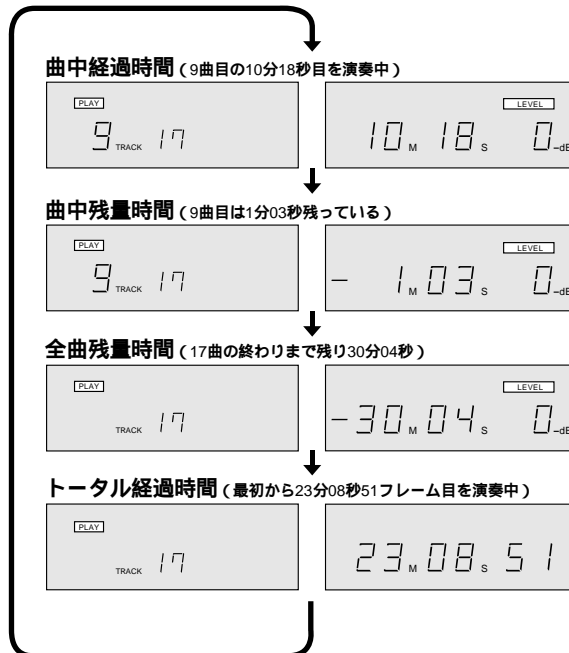 曲中経過時間(9曲目の10分18秒目を演奏中)
PLAY LEVEL
9 TRACK 17 10 M 18 S 0 -dB
曲中残量時間(9曲目は1分03秒残っている)
PLAY LEVEL
9 TRACK 17 - 1 M 03 S 0 -dB
全曲残量時間(17曲の終わりまで残り30分04秒)
PLAY LEVEL
TRACK 17 -30 M 04 S 0 -dB
トータル経過時間(最初から23分08秒51フレーム目を演奏中)
PLAY
TRACK 17 23 M 08 S 51